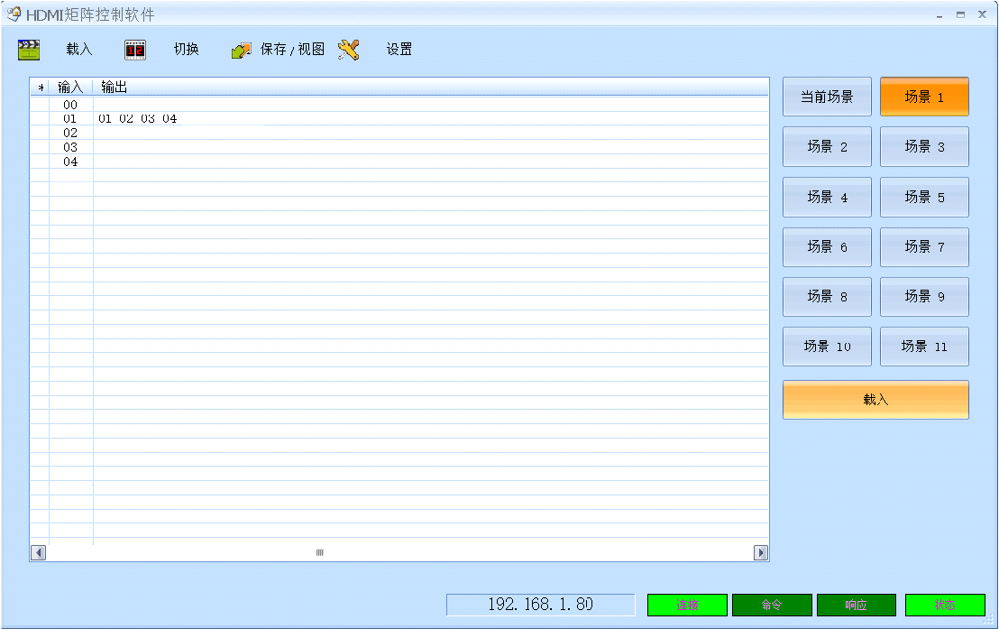 HDMI矩阵控制软件
载入 切换 保存/视图 设置
* 输入 输出
00
01 01 02 03 04
02
03
04
当前场景 场景 1
场景 2 场景 3
场景 4 场景 5
场景 6 场景 7
场景 8 场景 9
场景 10 场景 11
载入
192.168.1.80 连接 命令 响应 状态